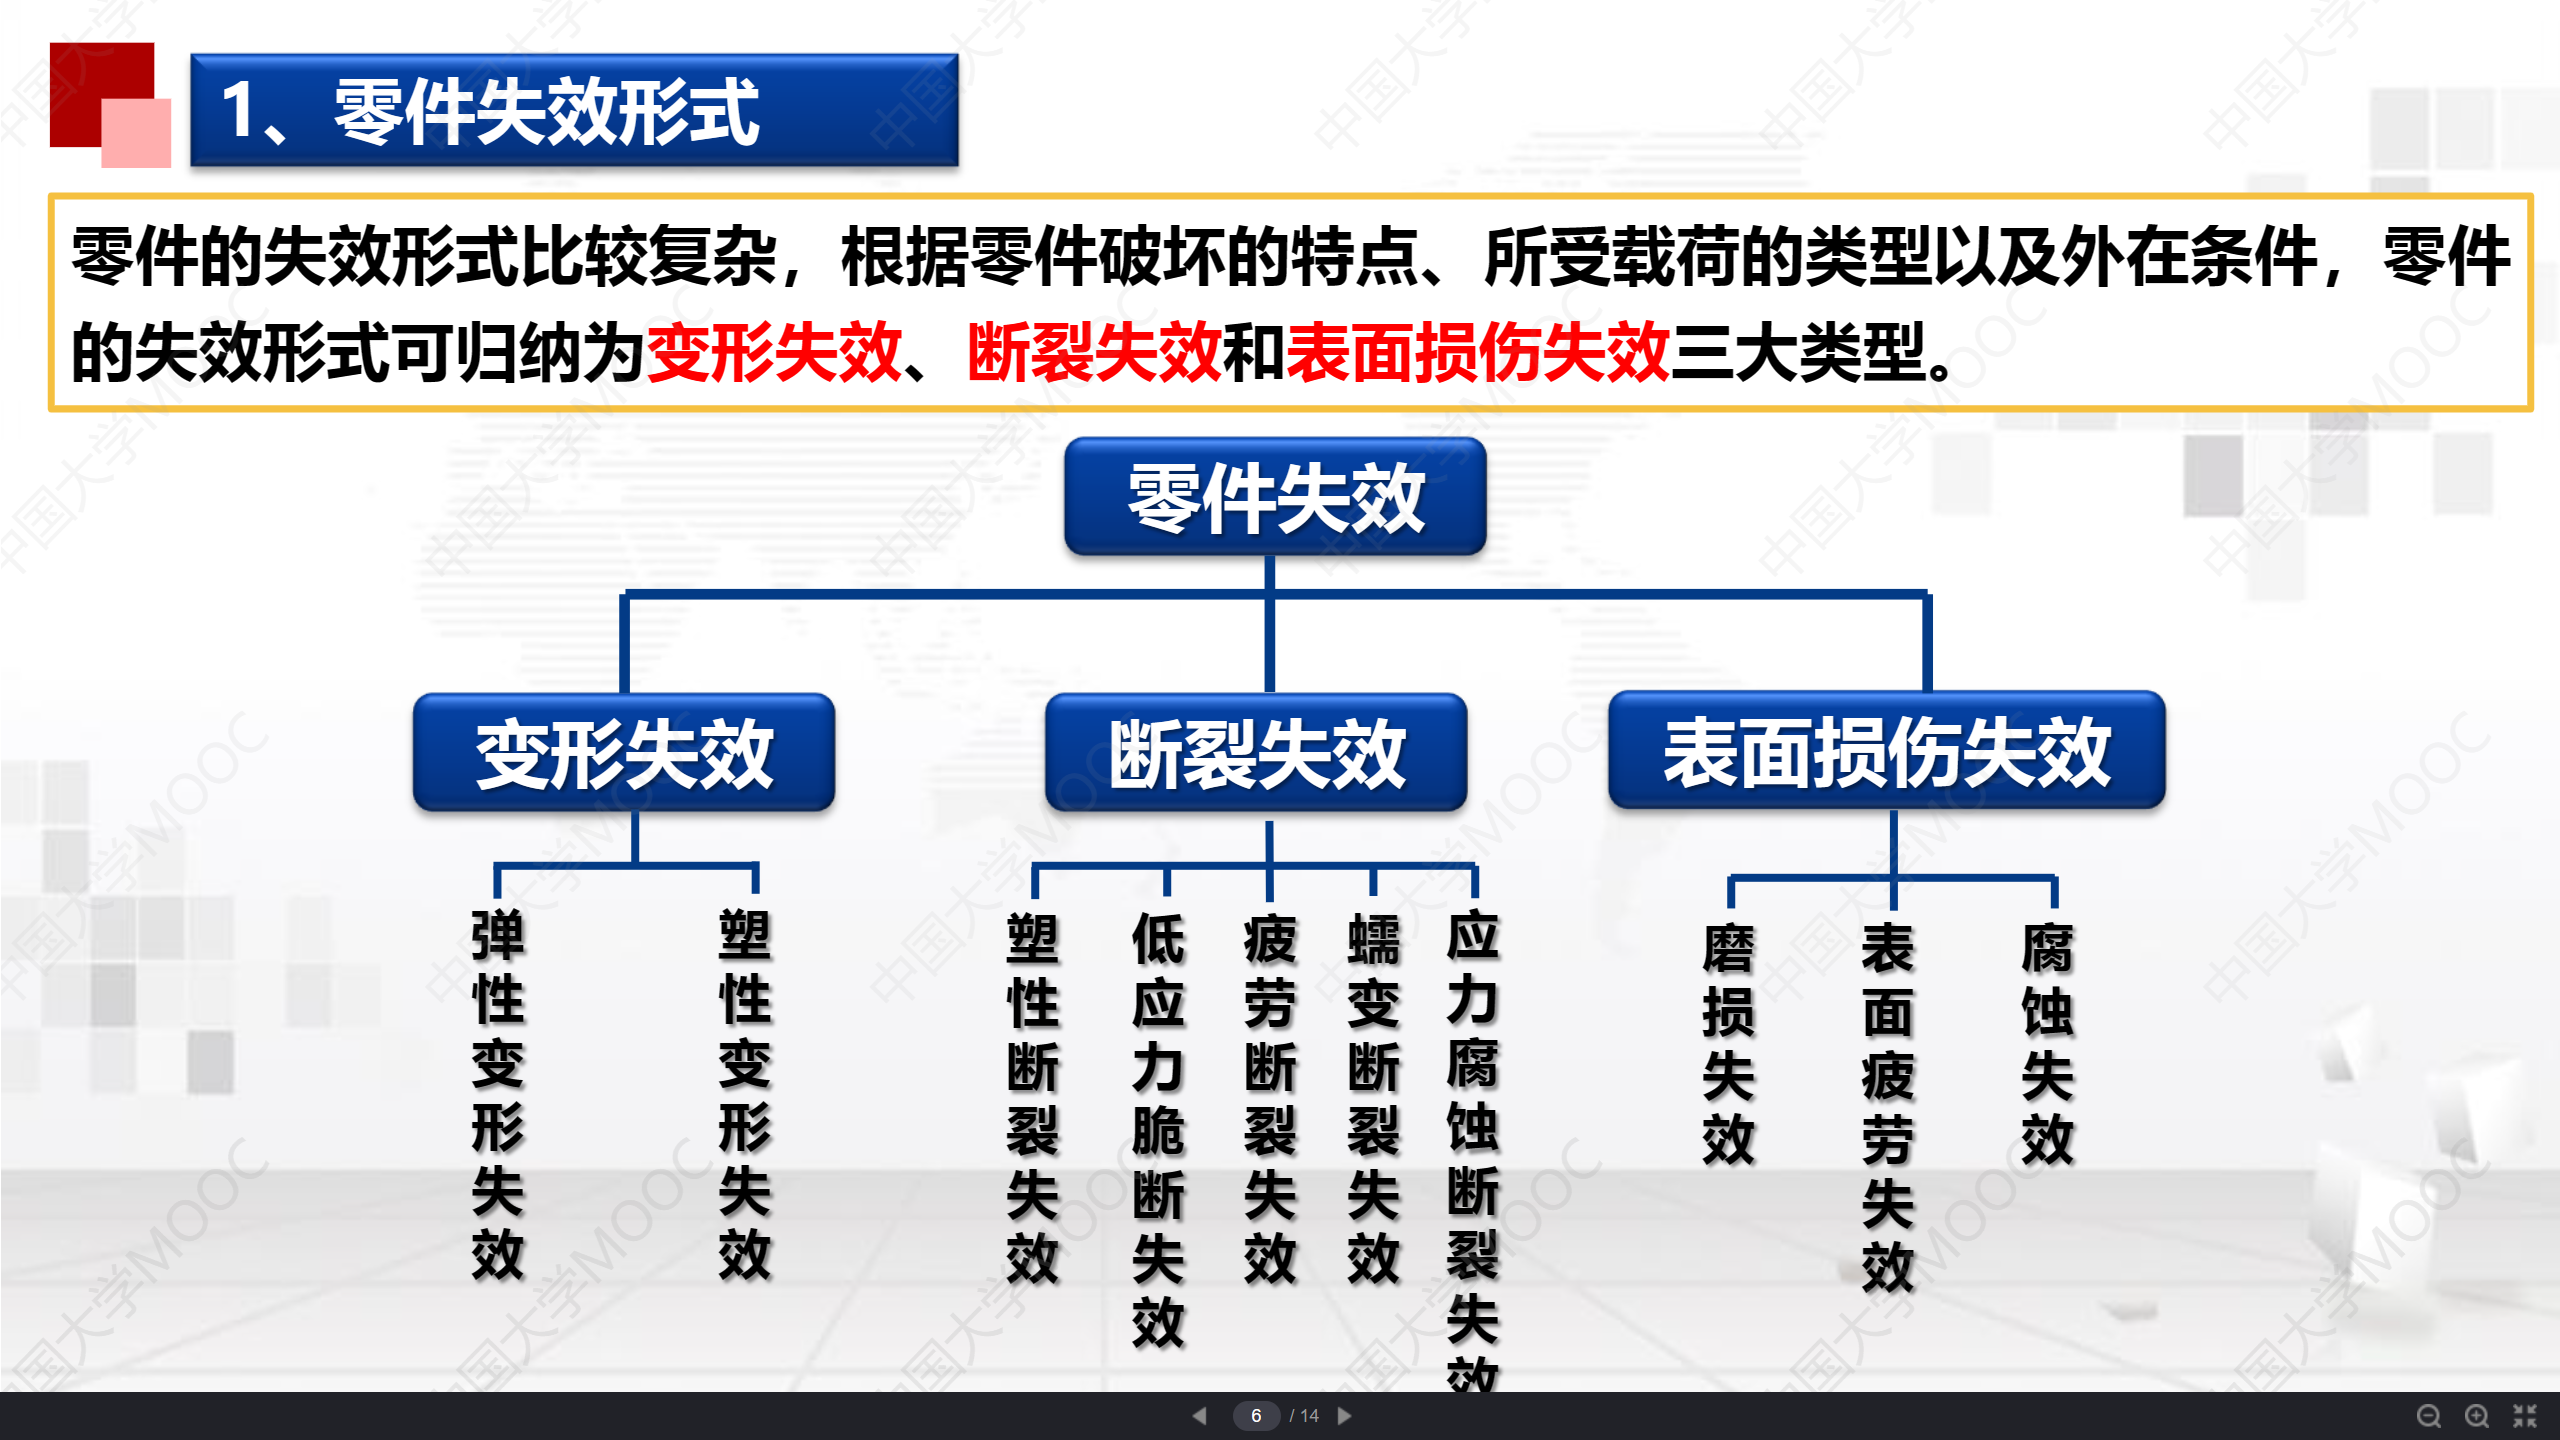 1、零件失效形式
零件的失效形式比较复杂，根据零件破坏的特点、所受载荷的类型以及外在条件，零件
的失效形式可归纳为变形失效、断裂失效和表面损伤失效三大类型。
零件失效
变形失效
断裂失效
表面损伤失效
弹性变形失效
塑性变形失效
塑性断裂失效
低应力脆断失效
疲劳断裂失效
蠕变断裂失效
应力腐蚀断裂失效
磨损失效
表面疲劳失效
腐蚀失效
中国大学MOOC
6 / 14